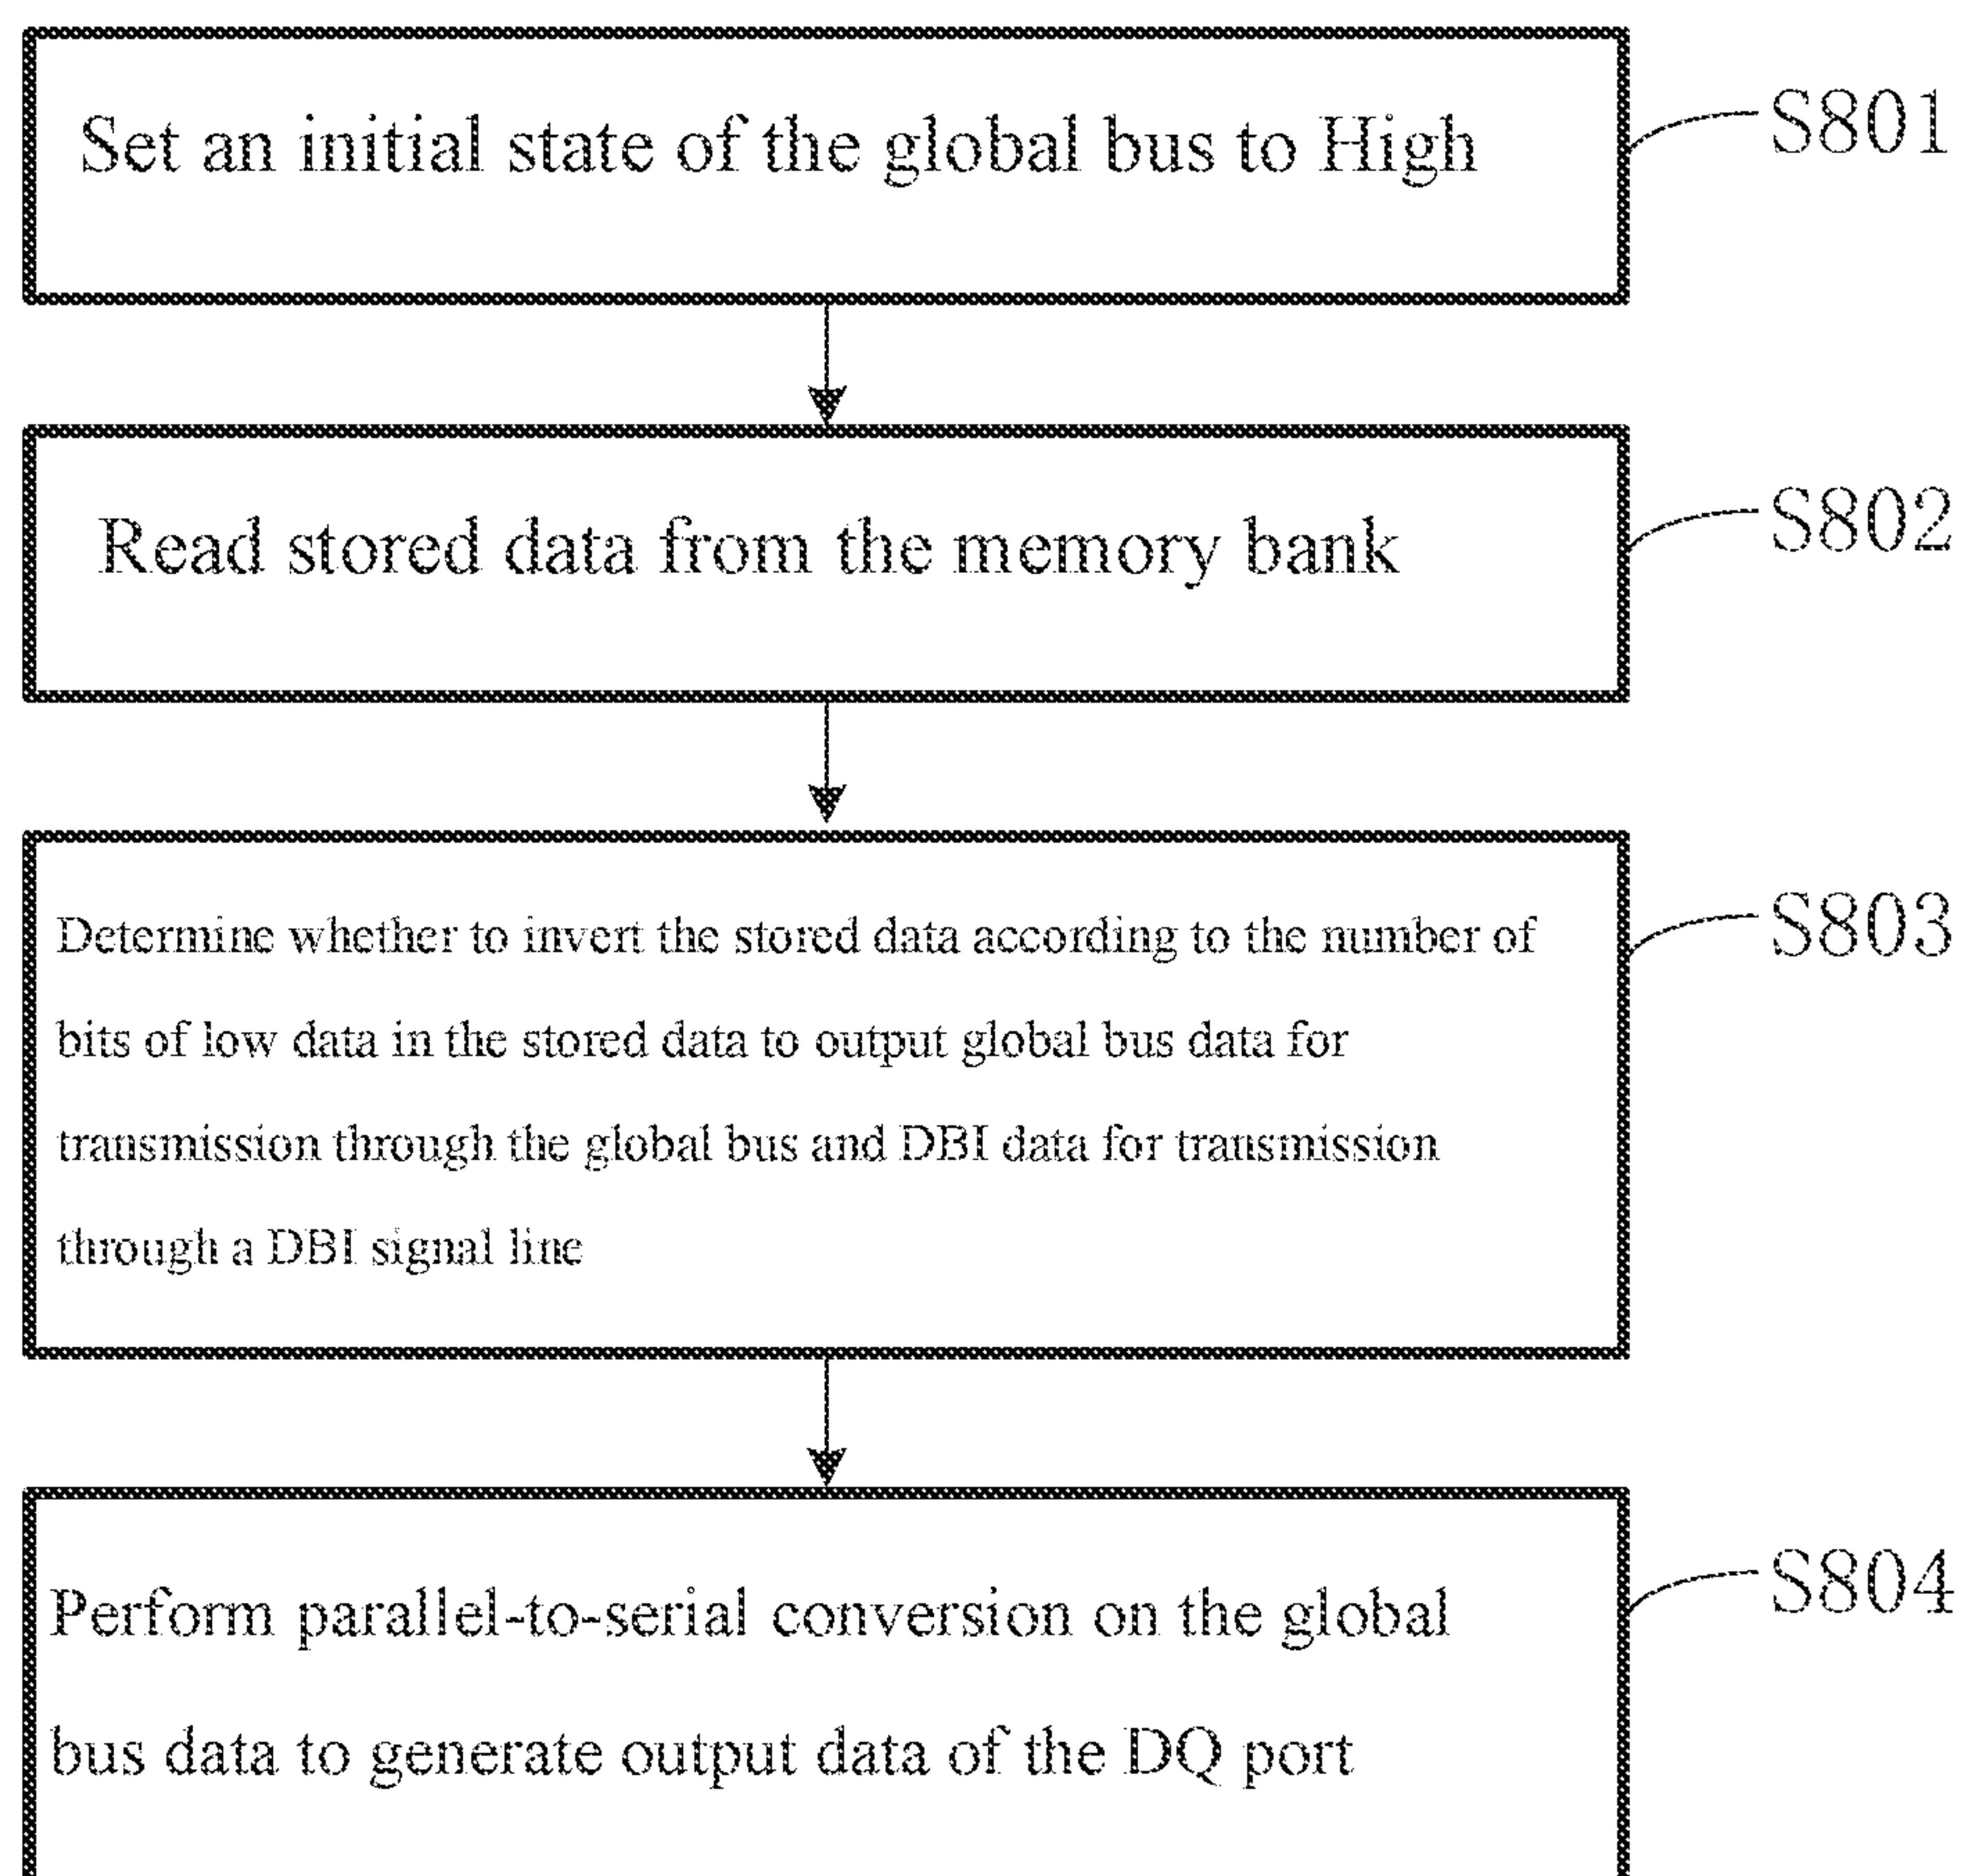 Set an initial state of the global bus to High
S801
Read stored data from the memory bank
S802
Determine whether to invert the stored data according to the number of
bits of low data in the stored data to output global bus data for
transmission through the global bus and DBI data for transmission
through a DBI signal line
S803
Perform parallel-to-serial conversion on the global
bus data to generate output data of the DQ port
S804